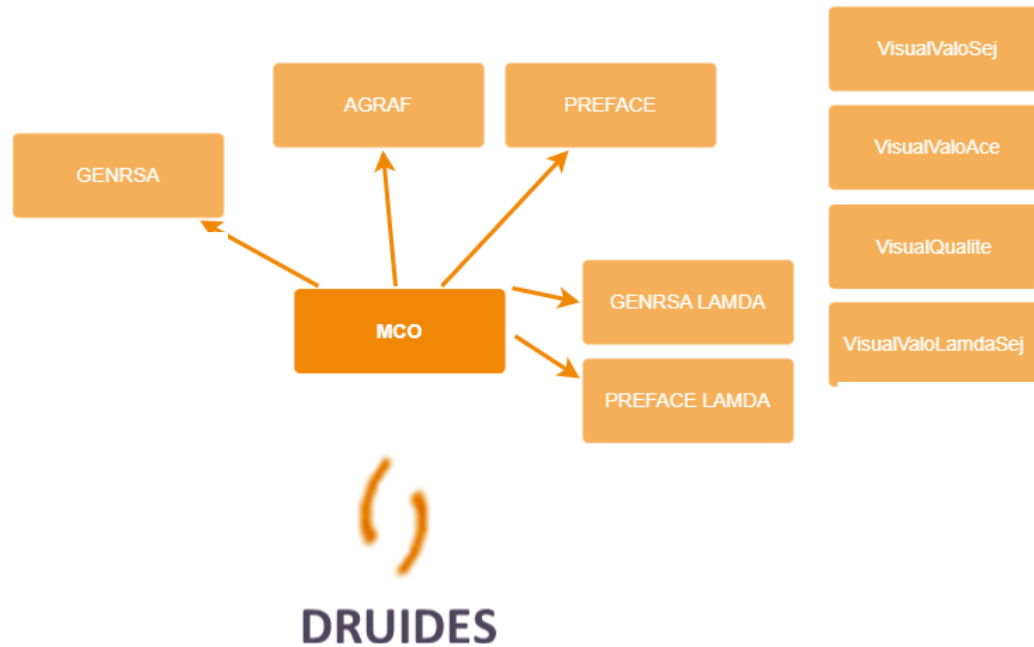 VisualValoSej
AGRAF
PREFACE
VisualValoAce
GENRSA
VisualQualite
GENRSA LAMDA
MCO
VisualValoLamdaSej
PREFACE LAMDA
DRUIDES